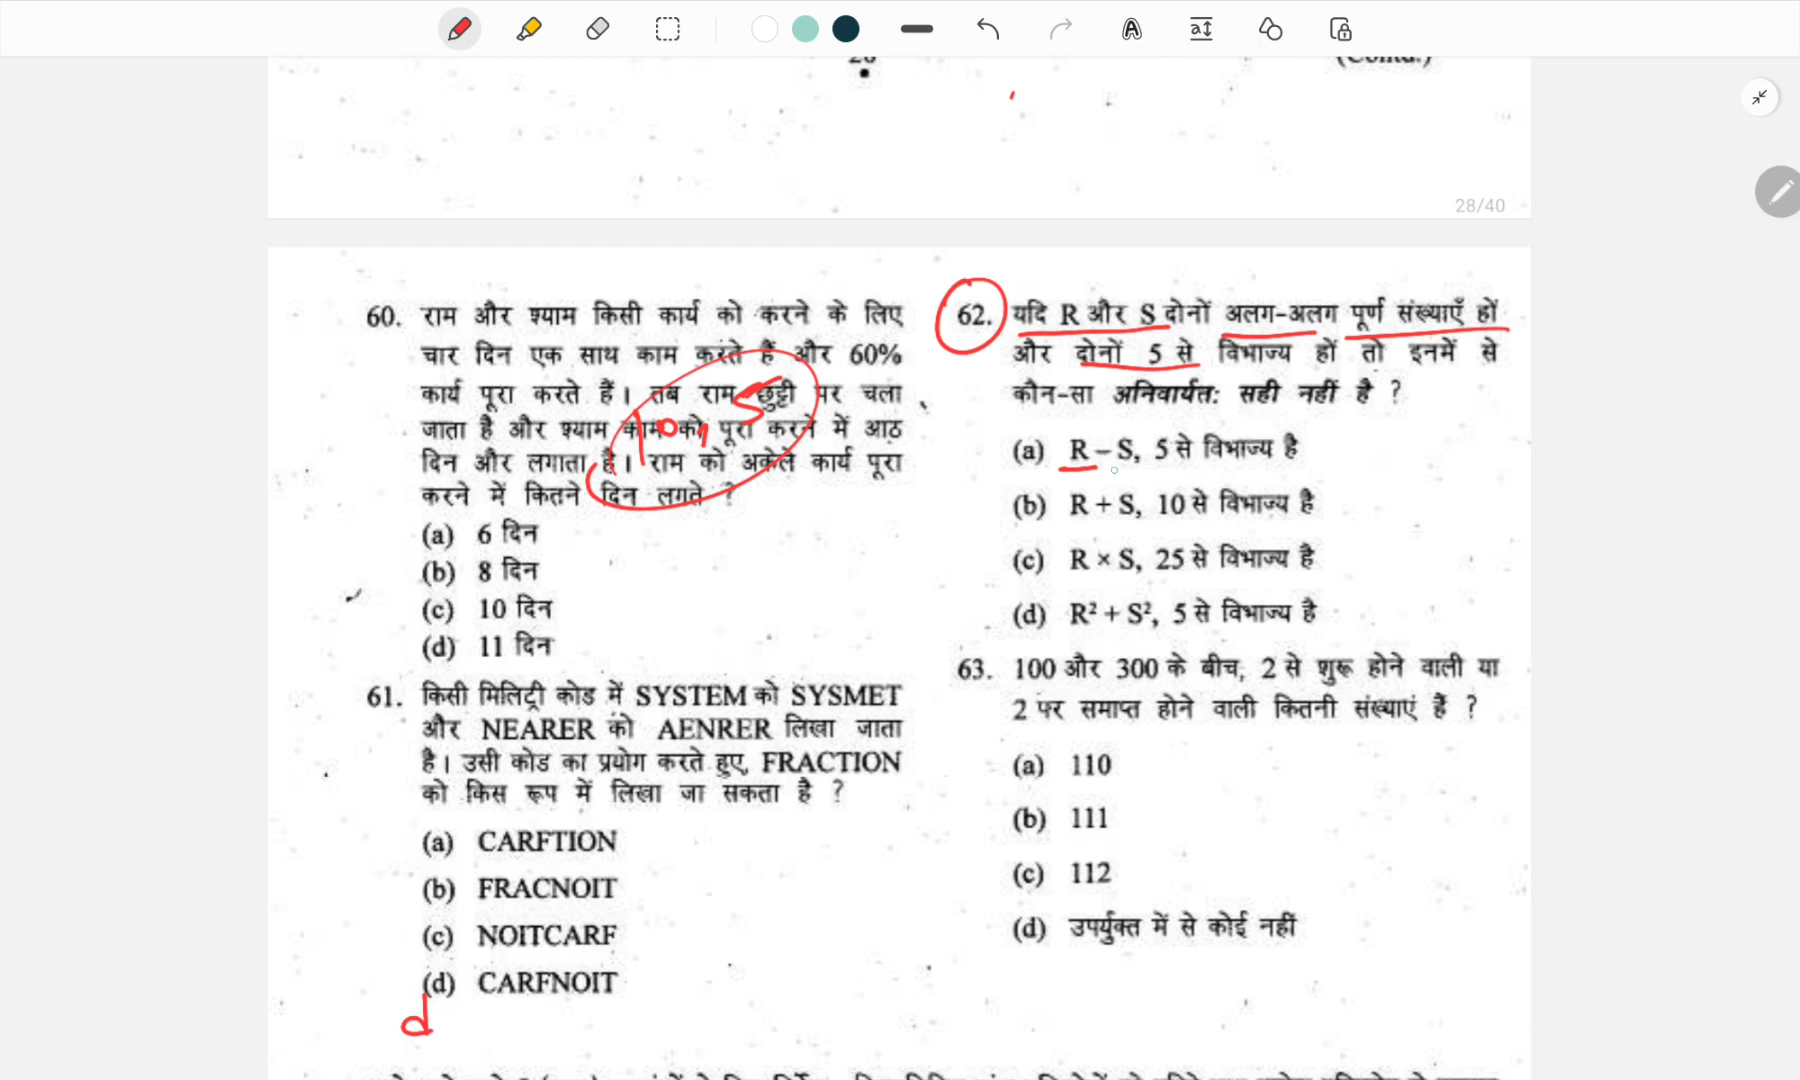 (Contd.)
28/40
60. राम और श्याम किसी कार्य को करने के लिए
चार दिन एक साथ काम करते हैं और 60%
कार्य पूरा करते हैं। तब राम छुट्टी पर चला
जाता है और श्याम काम को पूरा करने में आठ
दिन और लगाता है। राम को अकेले कार्य पूरा
करने में कितने दिन लगते ?
10, 5
(a) 6 दिन
(b) 8 दिन
(c) 10 दिन
(d) 11 दिन
61. किसी मिलिट्री कोड में SYSTEM को SYSMET
और NEARER को AENRER लिखा जाता
है। उसी कोड का प्रयोग करते हुए, FRACTION
को किस रूप में लिखा जा सकता है ?
(a) CARFTION
(b) FRACNOIT
(c) NOITCARF
(d) CARFNOIT
d
62. यदि R और S दोनों अलग-अलग पूर्ण संख्याएँ हों
और दोनों 5 से विभाज्य हों तो इनमें से
कौन-सा अनिवार्यत: सही नहीं है ?
(a) R – S, 5 से विभाज्य है
(b) R + S, 10 से विभाज्य है
(c) R × S, 25 से विभाज्य है
(d) R² + S², 5 से विभाज्य है
63. 100 और 300 के बीच, 2 से शुरू होने वाली या
2 पर समाप्त होने वाली कितनी संख्याएं हैं ?
(a) 110
(b) 111
(c) 112
(d) उपर्युक्त में से कोई नहीं